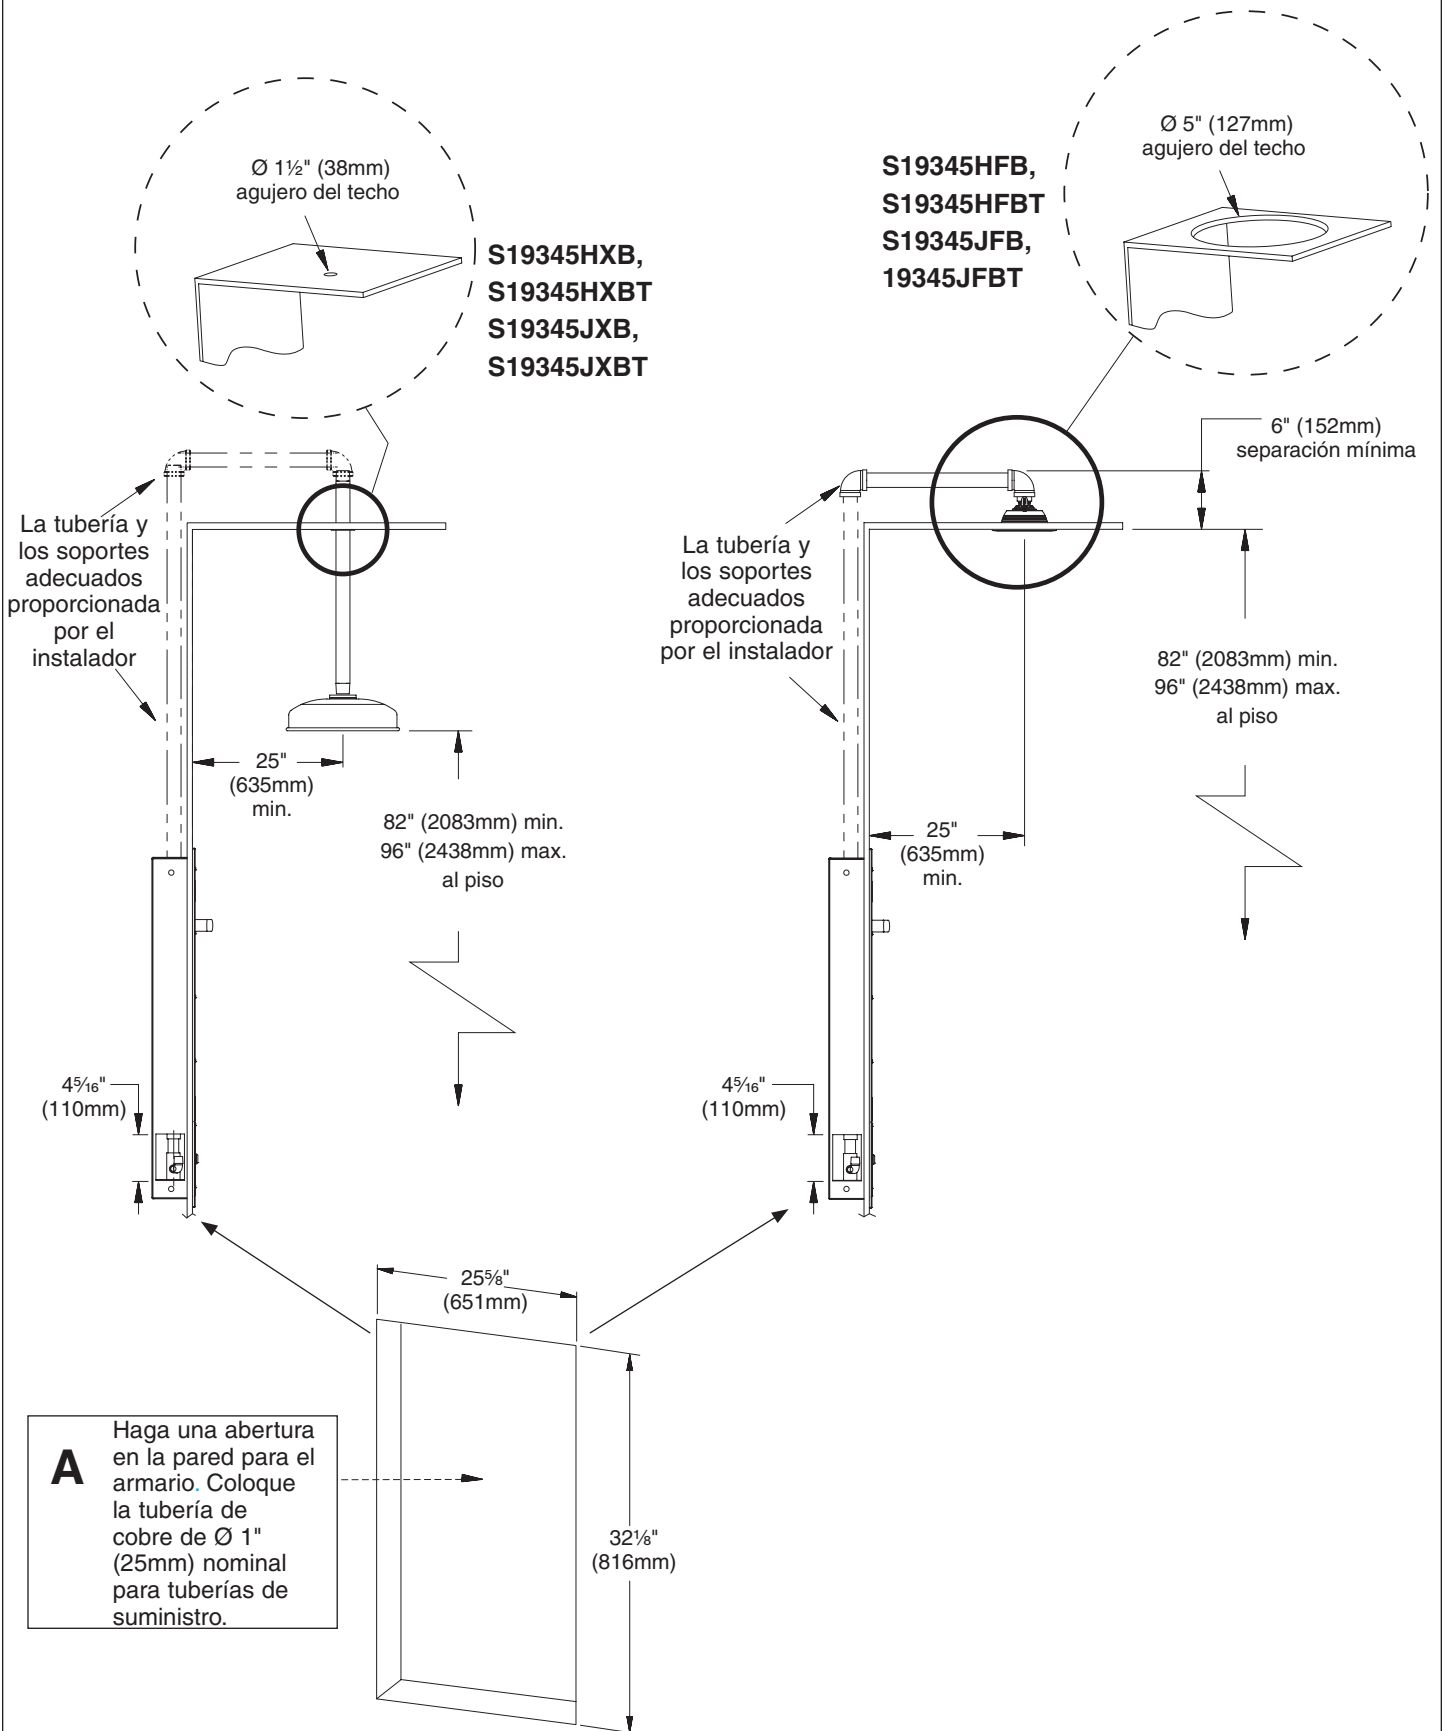 Ø 1½" (38mm)
agujero del techo
S19345HXB,
S19345HXBT
S19345JXB,
S19345JXBT
Ø 5" (127mm)
agujero del techo
S19345HFB,
S19345HFBT
S19345JFB,
19345JFBT
6" (152mm)
separación mínima
La tubería y
los soportes
adecuados
proporcionada
por el
instalador
25"
(635mm)
min.
82" (2083mm) min.
96" (2438mm) max.
al piso
4⁵⁄₁₆"
(110mm)
La tubería y
los soportes
adecuados
proporcionada
por el instalador
82" (2083mm) min.
96" (2438mm) max.
al piso
25"
(635mm)
min.
4⁵⁄₁₆"
(110mm)
25⅝"
(651mm)
32⅛"
(816mm)
A
Haga una abertura
en la pared para el
armario. Coloque
la tubería de
cobre de Ø 1"
(25mm) nominal
para tuberías de
suministro.